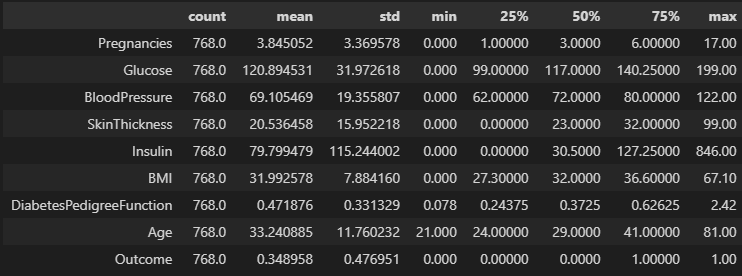 count mean std min 25% 50% 75% max
Pregnancies 768.0 3.845052 3.369578 0.000 1.00000 3.0000 6.00000 17.00
Glucose 768.0 120.894531 31.972618 0.000 99.00000 117.0000 140.25000 199.00
BloodPressure 768.0 69.105469 19.355807 0.000 62.00000 72.0000 80.00000 122.00
SkinThickness 768.0 20.536458 15.952218 0.000 0.00000 23.0000 32.00000 99.00
Insulin 768.0 79.799479 115.244002 0.000 0.00000 30.5000 127.25000 846.00
BMI 768.0 31.992578 7.884160 0.000 27.30000 32.0000 36.60000 67.10
DiabetesPedigreeFunction 768.0 0.471876 0.331329 0.078 0.24375 0.3725 0.62625 2.42
Age 768.0 33.240885 11.760232 21.000 24.00000 29.0000 41.00000 81.00
Outcome 768.0 0.348958 0.476951 0.000 0.00000 0.0000 1.00000 1.00